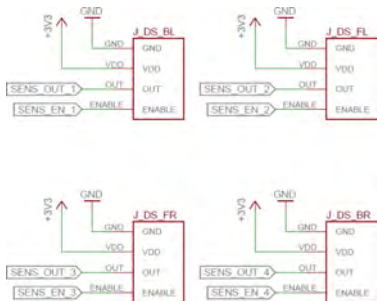 GND
J_DS_BL
+3V3
GND GND
VDD VDD
SENS_OUT_1 OUT OUT
SENS_EN_1 ENABLE ENABLE
GND
J_DS_FL
+3V3
GND GND
VDD VDD
SENS_OUT_2 OUT OUT
SENS_EN_2 ENABLE ENABLE
GND
J_DS_FR
+3V3
GND GND
VDD VDD
SENS_OUT_3 OUT OUT
SENS_EN_3 ENABLE ENABLE
GND
J_DS_BR
+3V3
GND GND
VDD VDD
SENS_OUT_4 OUT OUT
SENS_EN_4 ENABLE ENABLE